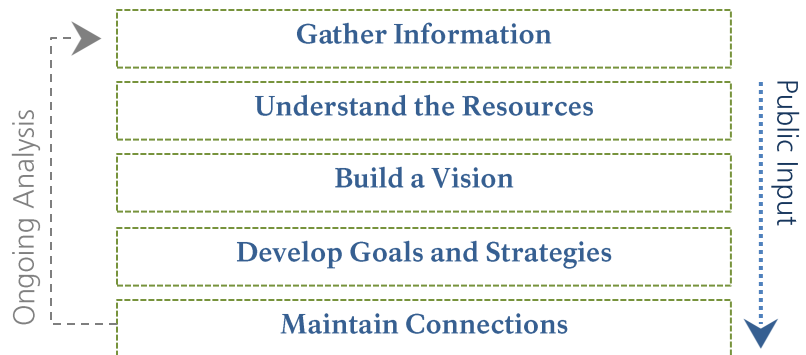 Gather Information
Understand the Resources
Build a Vision
Develop Goals and Strategies
Maintain Connections
Ongoing Analysis
Public Input